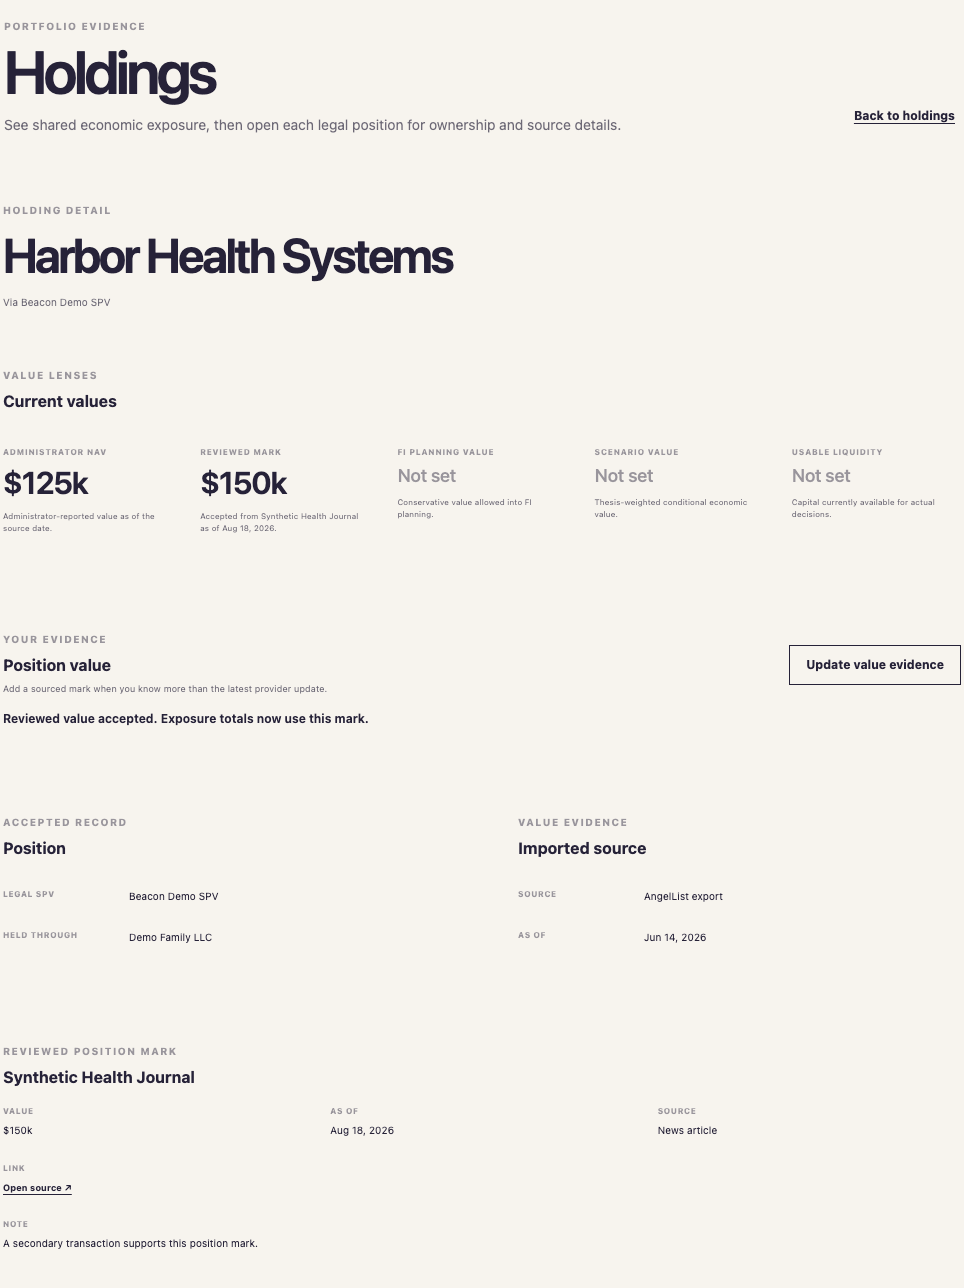 PORTFOLIO EVIDENCE
Holdings
See shared economic exposure, then open each legal position for ownership and source details.
Back to holdings
HOLDING DETAIL
Harbor Health Systems
Via Beacon Demo SPV
VALUE LENSES
Current values
ADMINISTRATOR NAV
$125k
Administrator-reported value as of the
source date.
REVIEWED MARK
$150k
Accepted from Synthetic Health Journal
as of Aug 18, 2026.
FI PLANNING VALUE
Not set
Conservative value allowed into FI
planning.
SCENARIO VALUE
Not set
Thesis-weighted conditional economic
value.
USABLE LIQUIDITY
Not set
Capital currently available for actual
decisions.
YOUR EVIDENCE
Position value
Add a sourced mark when you know more than the latest provider update.
Update value evidence
Reviewed value accepted. Exposure totals now use this mark.
ACCEPTED RECORD
Position
LEGAL SPV
Beacon Demo SPV
HELD THROUGH
Demo Family LLC
VALUE EVIDENCE
Imported source
SOURCE
AngelList export
AS OF
Jun 14, 2026
REVIEWED POSITION MARK
Synthetic Health Journal
VALUE
$150k
AS OF
Aug 18, 2026
SOURCE
News article
LINK
Open source ↗
NOTE
A secondary transaction supports this position mark.